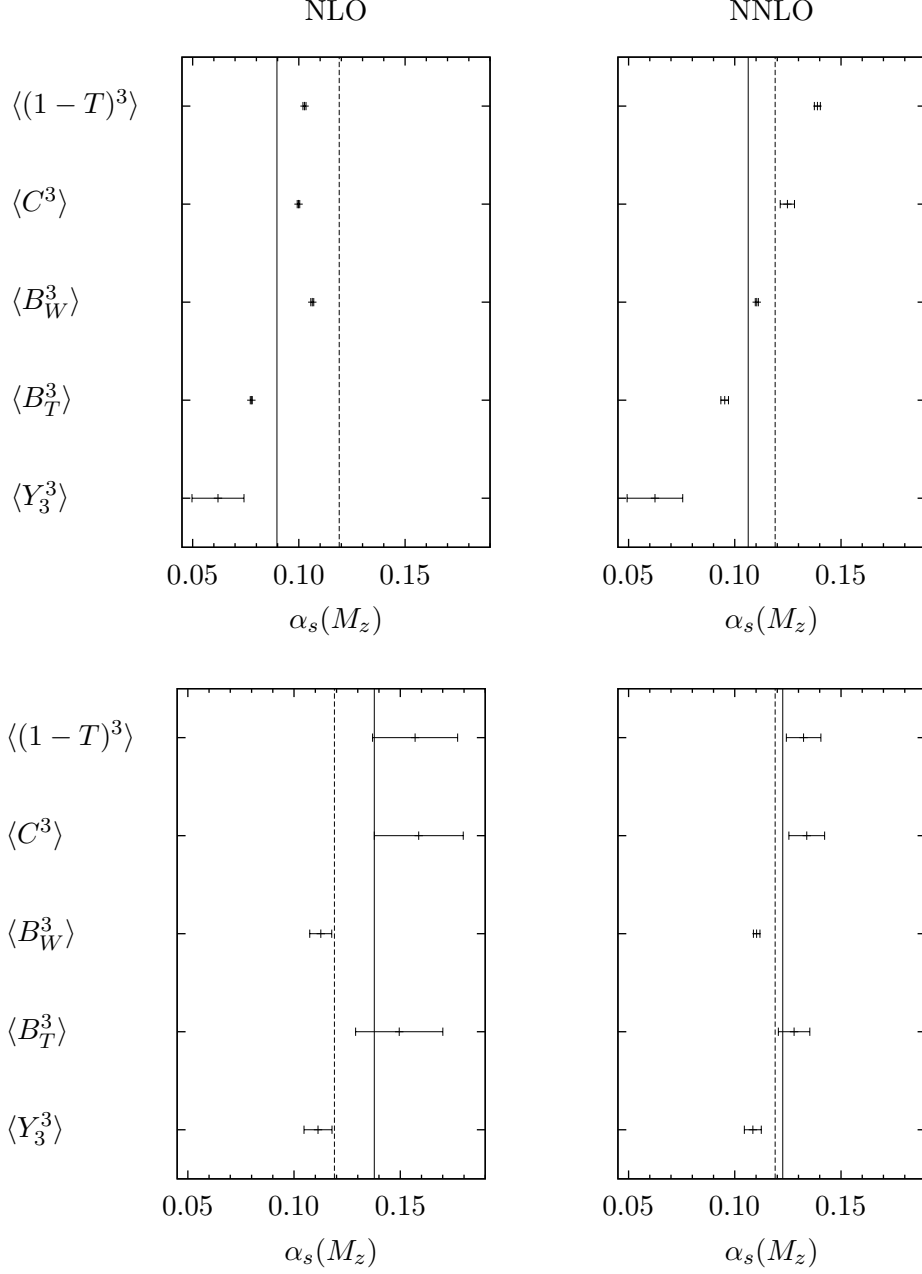 NLO NNLO
⟨(1 − T)³⟩
⟨C³⟩
⟨B_W³⟩
⟨B_T³⟩
⟨Y₃³⟩
0.05 0.10 0.15 0.05 0.10 0.15
α_s(M_z) α_s(M_z)
⟨(1 − T)³⟩
⟨C³⟩
⟨B_W³⟩
⟨B_T³⟩
⟨Y₃³⟩
0.05 0.10 0.15 0.05 0.10 0.15
α_s(M_z) α_s(M_z)